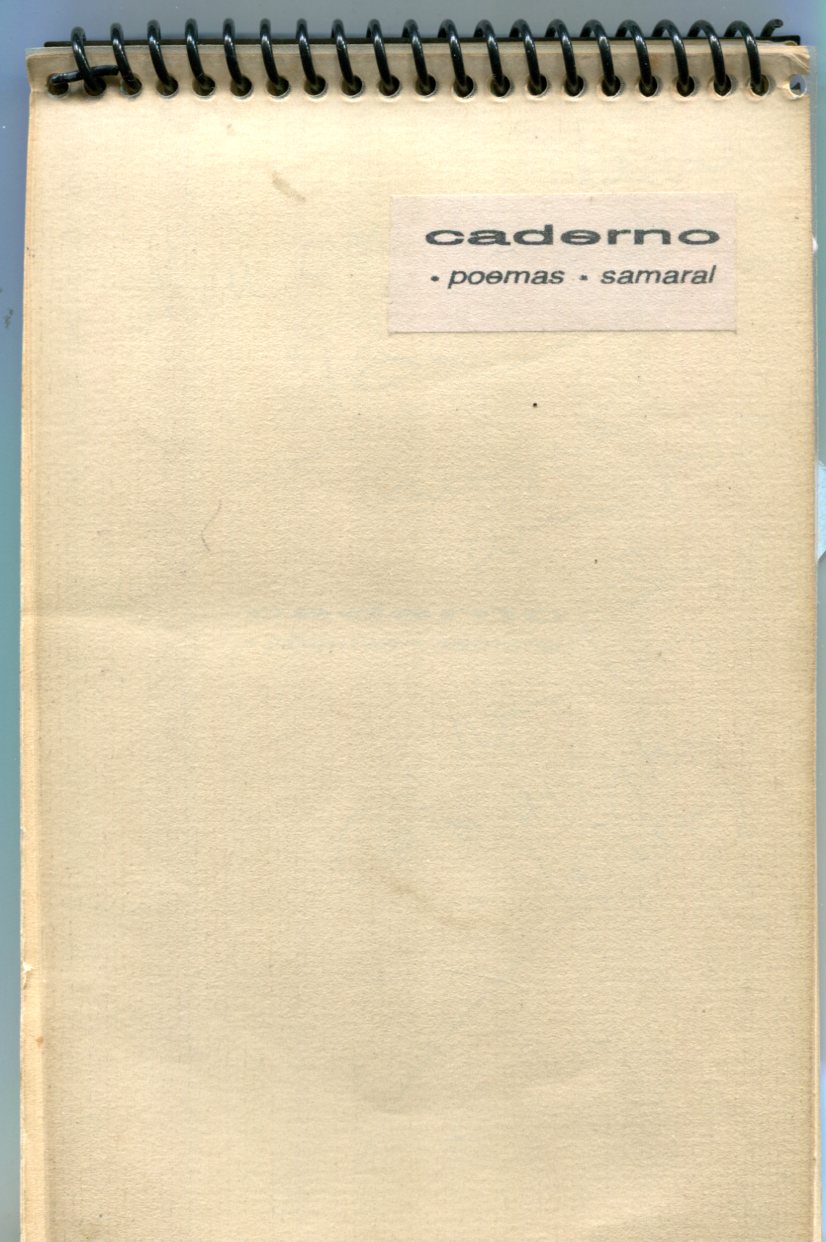 caderno
• poemas • samaral